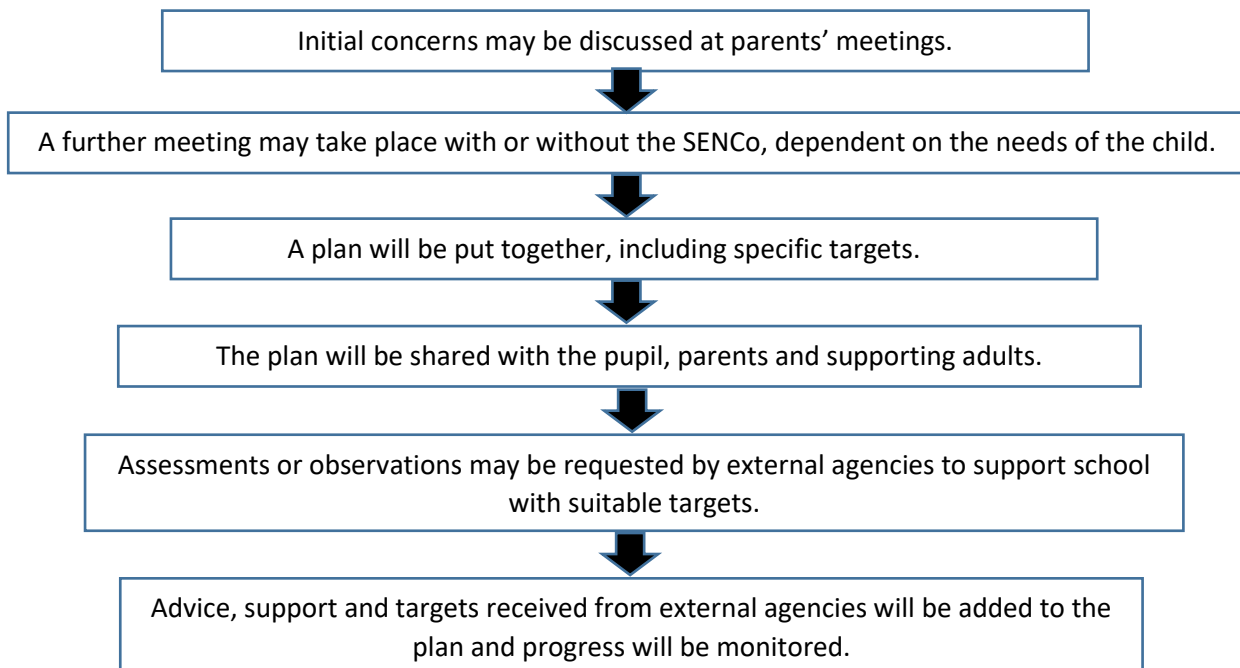 Initial concerns may be discussed at parents’ meetings.
A further meeting may take place with or without the SENCo, dependent on the needs of the child.
A plan will be put together, including specific targets.
The plan will be shared with the pupil, parents and supporting adults.
Assessments or observations may be requested by external agencies to support school
with suitable targets.
Advice, support and targets received from external agencies will be added to the
plan and progress will be monitored.